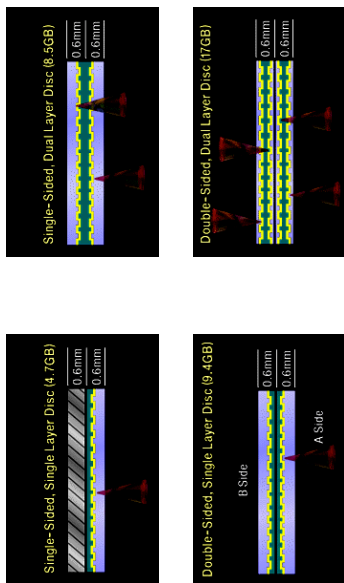 Single-Sided, Single Layer Disc (4.7GB)
0.6mm
0.6mm
Single-Sided, Dual Layer Disc (8.5GB)
0.6mm
0.6mm
Double-Sided, Single Layer Disc (9.4GB)
B Side
0.6mm
0.6mm
A Side
Double-Sided, Dual Layer Disc (17GB)
0.6mm
0.6mm